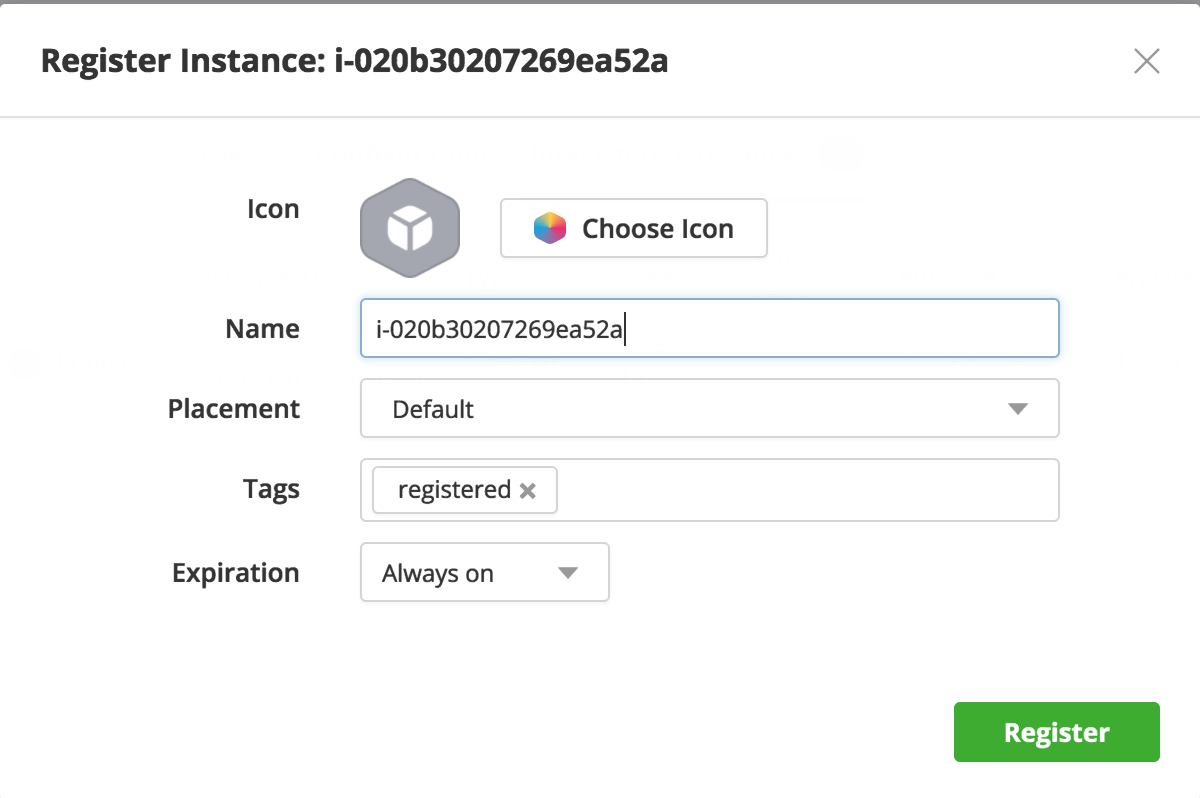 Register Instance: i-020b30207269ea52a
Icon
Choose Icon
Name
i-020b30207269ea52a
Placement
Default
Tags
registered
Expiration
Always on
Register